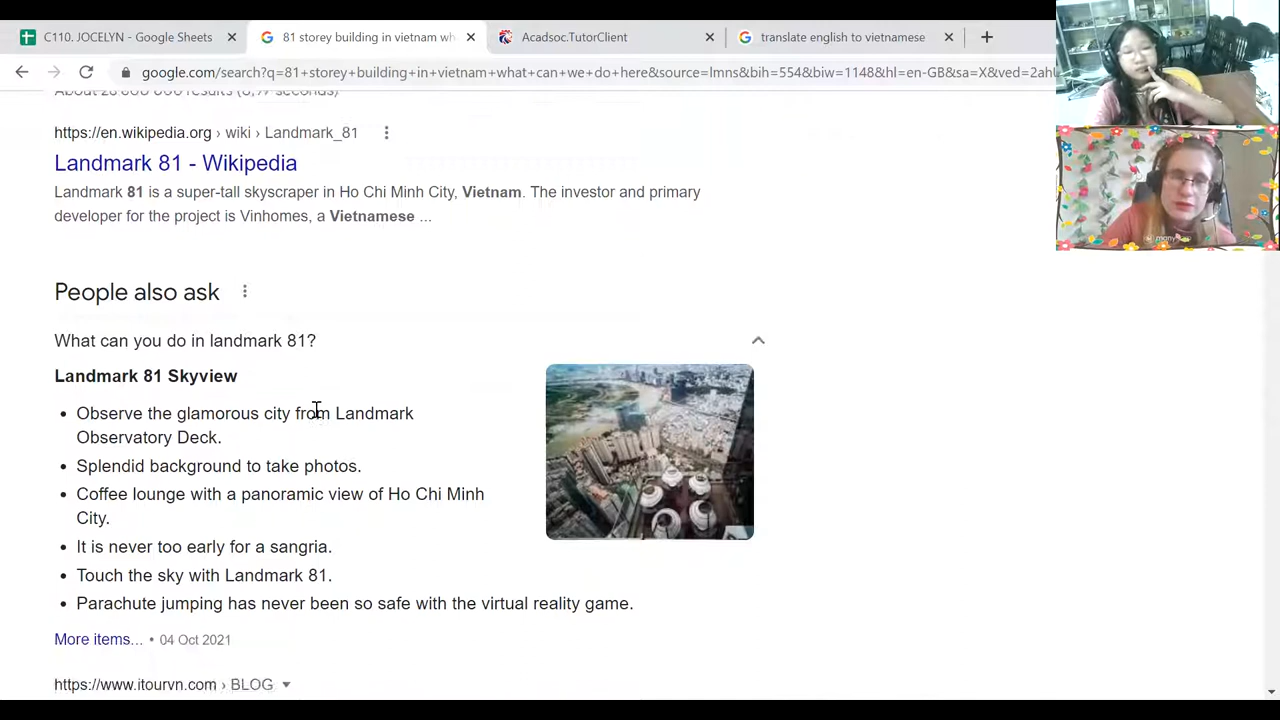 C110. JOCELYN - Google Sheets
81 storey building in vietnam wh
Acadsoc.TutorClient
translate english to vietnamese
google.com/search?q=81+storey+building+in+vietnam+what+can+we+do+here&source=lmns&bih=554&biw=1148&hl=en-GB&sa=X&ved=2ahU
https://en.wikipedia.org › wiki › Landmark_81
Landmark 81 - Wikipedia
Landmark 81 is a super-tall skyscraper in Ho Chi Minh City, Vietnam. The investor and primary
developer for the project is Vinhomes, a Vietnamese ...
People also ask
What can you do in landmark 81?
Landmark 81 Skyview
• Observe the glamorous city from Landmark
Observatory Deck.
• Splendid background to take photos.
• Coffee lounge with a panoramic view of Ho Chi Minh
City.
• It is never too early for a sangria.
• Touch the sky with Landmark 81.
• Parachute jumping has never been so safe with the virtual reality game.
More items... • 04 Oct 2021
https://www.itourvn.com › BLOG